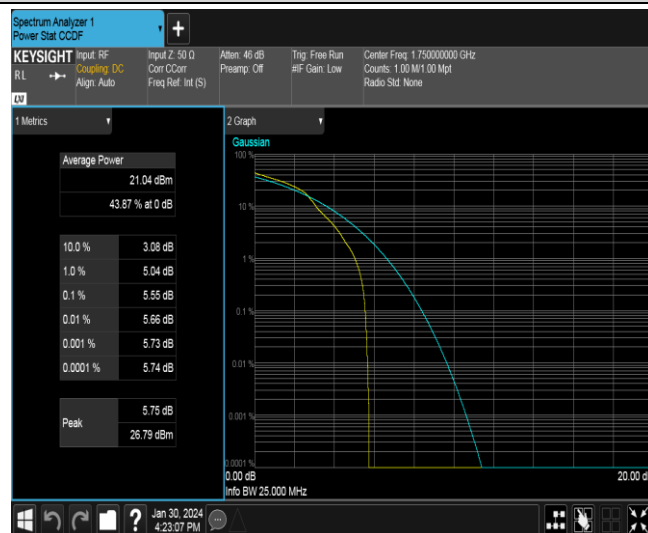 Spectrum Analyzer 1
Power Stat CCDF
+
KEYSIGHT
RL
Input: RF
Coupling: DC
Align: Auto
Input Z: 50 Ω
Corr CCorr
Freq Ref: Int (S)
Atten: 46 dB
Preamp: Off
Trig: Free Run
#IF Gain: Low
Center Freq: 1.750000000 GHz
Counts: 1.00 M/1.00 Mpt
Radio Std: None
LXI
1 Metrics
Average Power
21.04 dBm
43.87 % at 0 dB
10.0 % 3.08 dB
1.0 % 5.04 dB
0.1 % 5.55 dB
0.01 % 5.66 dB
0.001 % 5.73 dB
0.0001 % 5.74 dB
Peak
5.75 dB
26.79 dBm
2 Graph
Gaussian
100 %
10 %
1 %
0.1 %
0.01 %
0.001 %
0.0001 %
0.00 dB
20.00 d
Info BW 25.000 MHz
?
Jan 30, 2024
4:23:07 PM